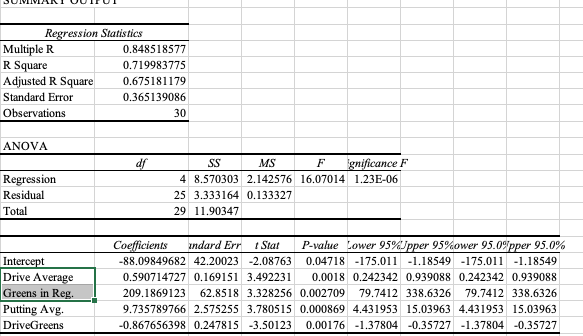 SUMMARY OUTPUT
Regression Statistics
Multiple R 0.848518577
R Square 0.719983775
Adjusted R Square 0.675181179
Standard Error 0.365139086
Observations 30
ANOVA
df SS MS F ignificance F
Regression 4 8.570303 2.142576 16.07014 1.23E-06
Residual 25 3.333164 0.133327
Total 29 11.90347
Coefficients andard Err t Stat P-value Lower 95% Upper 95% ower 95.0% pper 95.0%
Intercept -88.09849682 42.20023 -2.08763 0.04718 -175.011 -1.18549 -175.011 -1.18549
Drive Average 0.590714727 0.169151 3.492231 0.0018 0.242342 0.939088 0.242342 0.939088
Greens in Reg. 209.1869123 62.8518 3.328256 0.002709 79.7412 338.6326 79.7412 338.6326
Putting Avg. 9.735789766 2.575255 3.780515 0.000869 4.431953 15.03963 4.431953 15.03963
DriveGreens -0.867656398 0.247815 -3.50123 0.00176 -1.37804 -0.35727 -1.37804 -0.35727